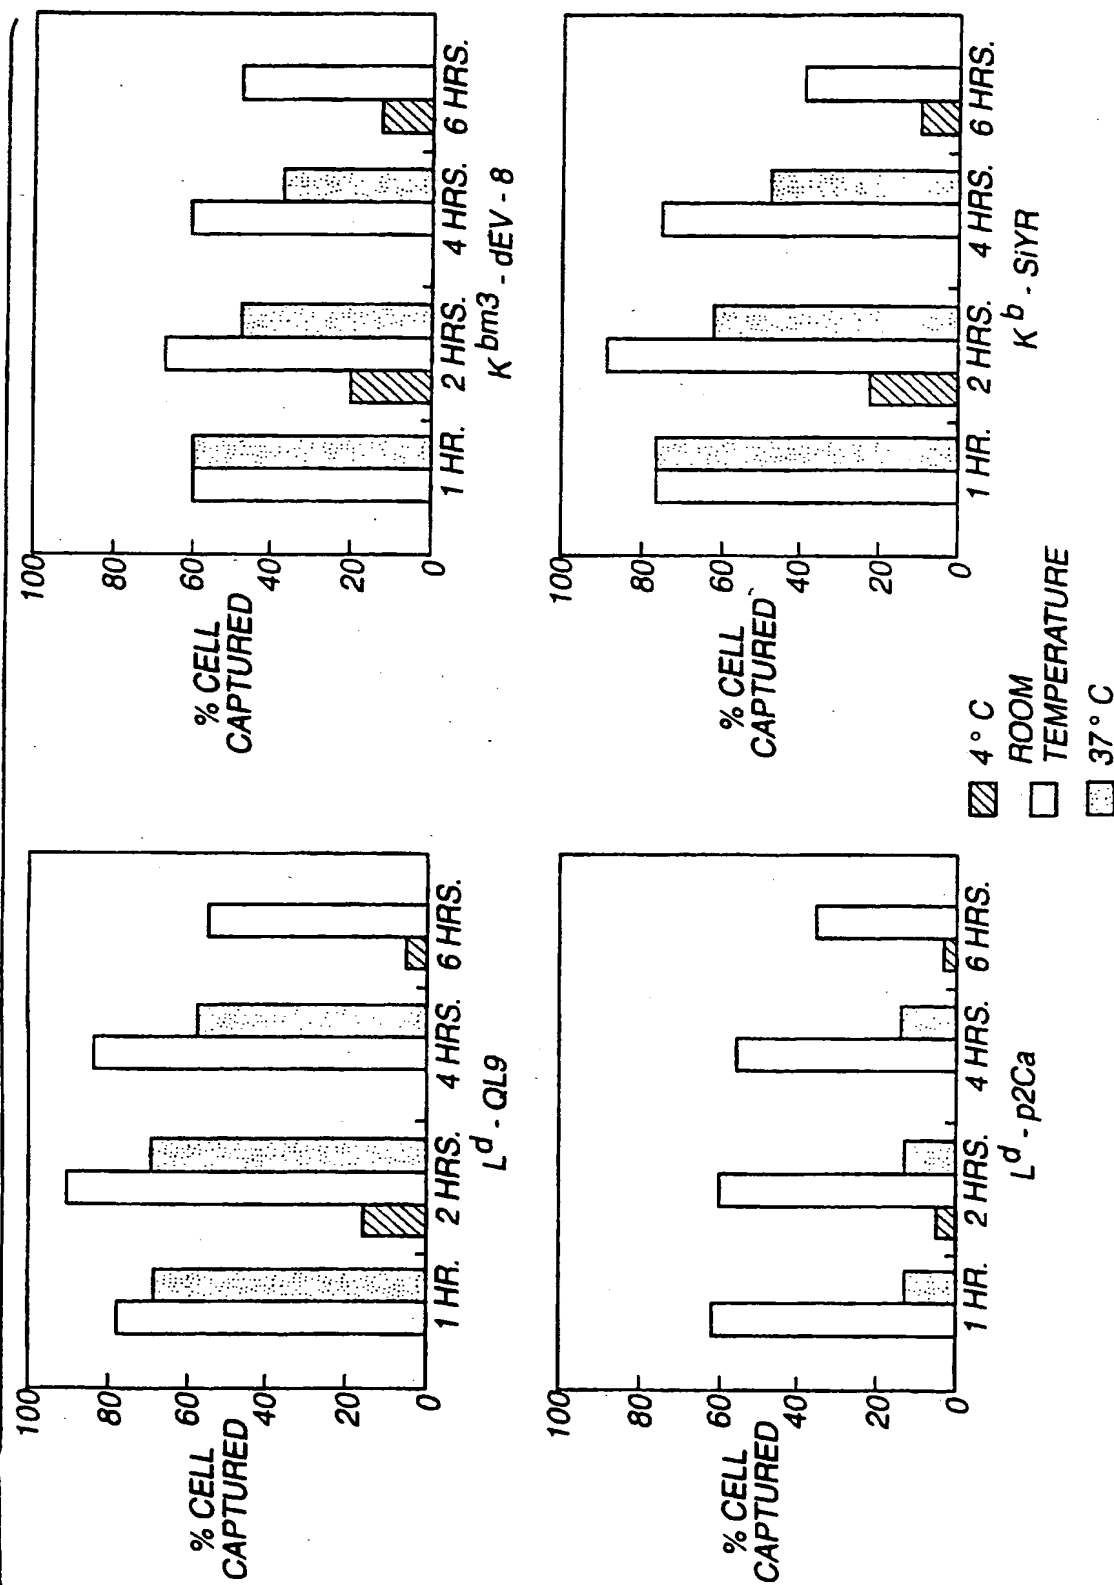 100
80
60
40
20
0
% CELL
CAPTURED
1 HR.
2 HRS.
4 HRS.
6 HRS.
L^d - QL9
100
80
60
40
20
0
% CELL
CAPTURED
1 HR.
2 HRS.
4 HRS.
6 HRS.
K^bm3 - dEV - 8
100
80
60
40
20
0
% CELL
CAPTURED
1 HR.
2 HRS.
4 HRS.
6 HRS.
L^d - p2Ca
100
80
60
40
20
0
% CELL
CAPTURED
1 HR.
2 HRS.
4 HRS.
6 HRS.
K^b - SiYR
4° C
ROOM
TEMPERATURE
37° C